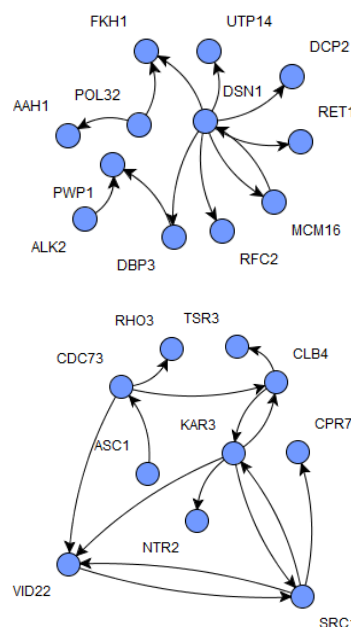 FKH1
UTP14
DCP2
POL32
DSN1
AAH1
RET1
PWP1
MCM16
ALK2
DBP3
RFC2
RHO3
TSR3
CDC73
CLB4
KAR3
CPR7
ASC1
NTR2
VID22